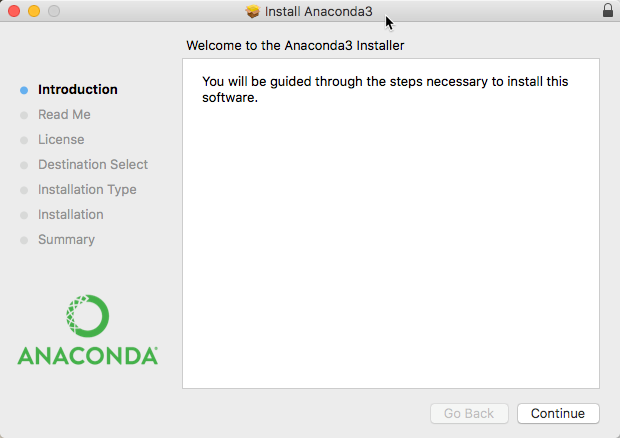 Install Anaconda3
Welcome to the Anaconda3 Installer
Introduction
Read Me
License
Destination Select
Installation Type
Installation
Summary
You will be guided through the steps necessary to install this
software.
ANACONDA®
Go Back
Continue